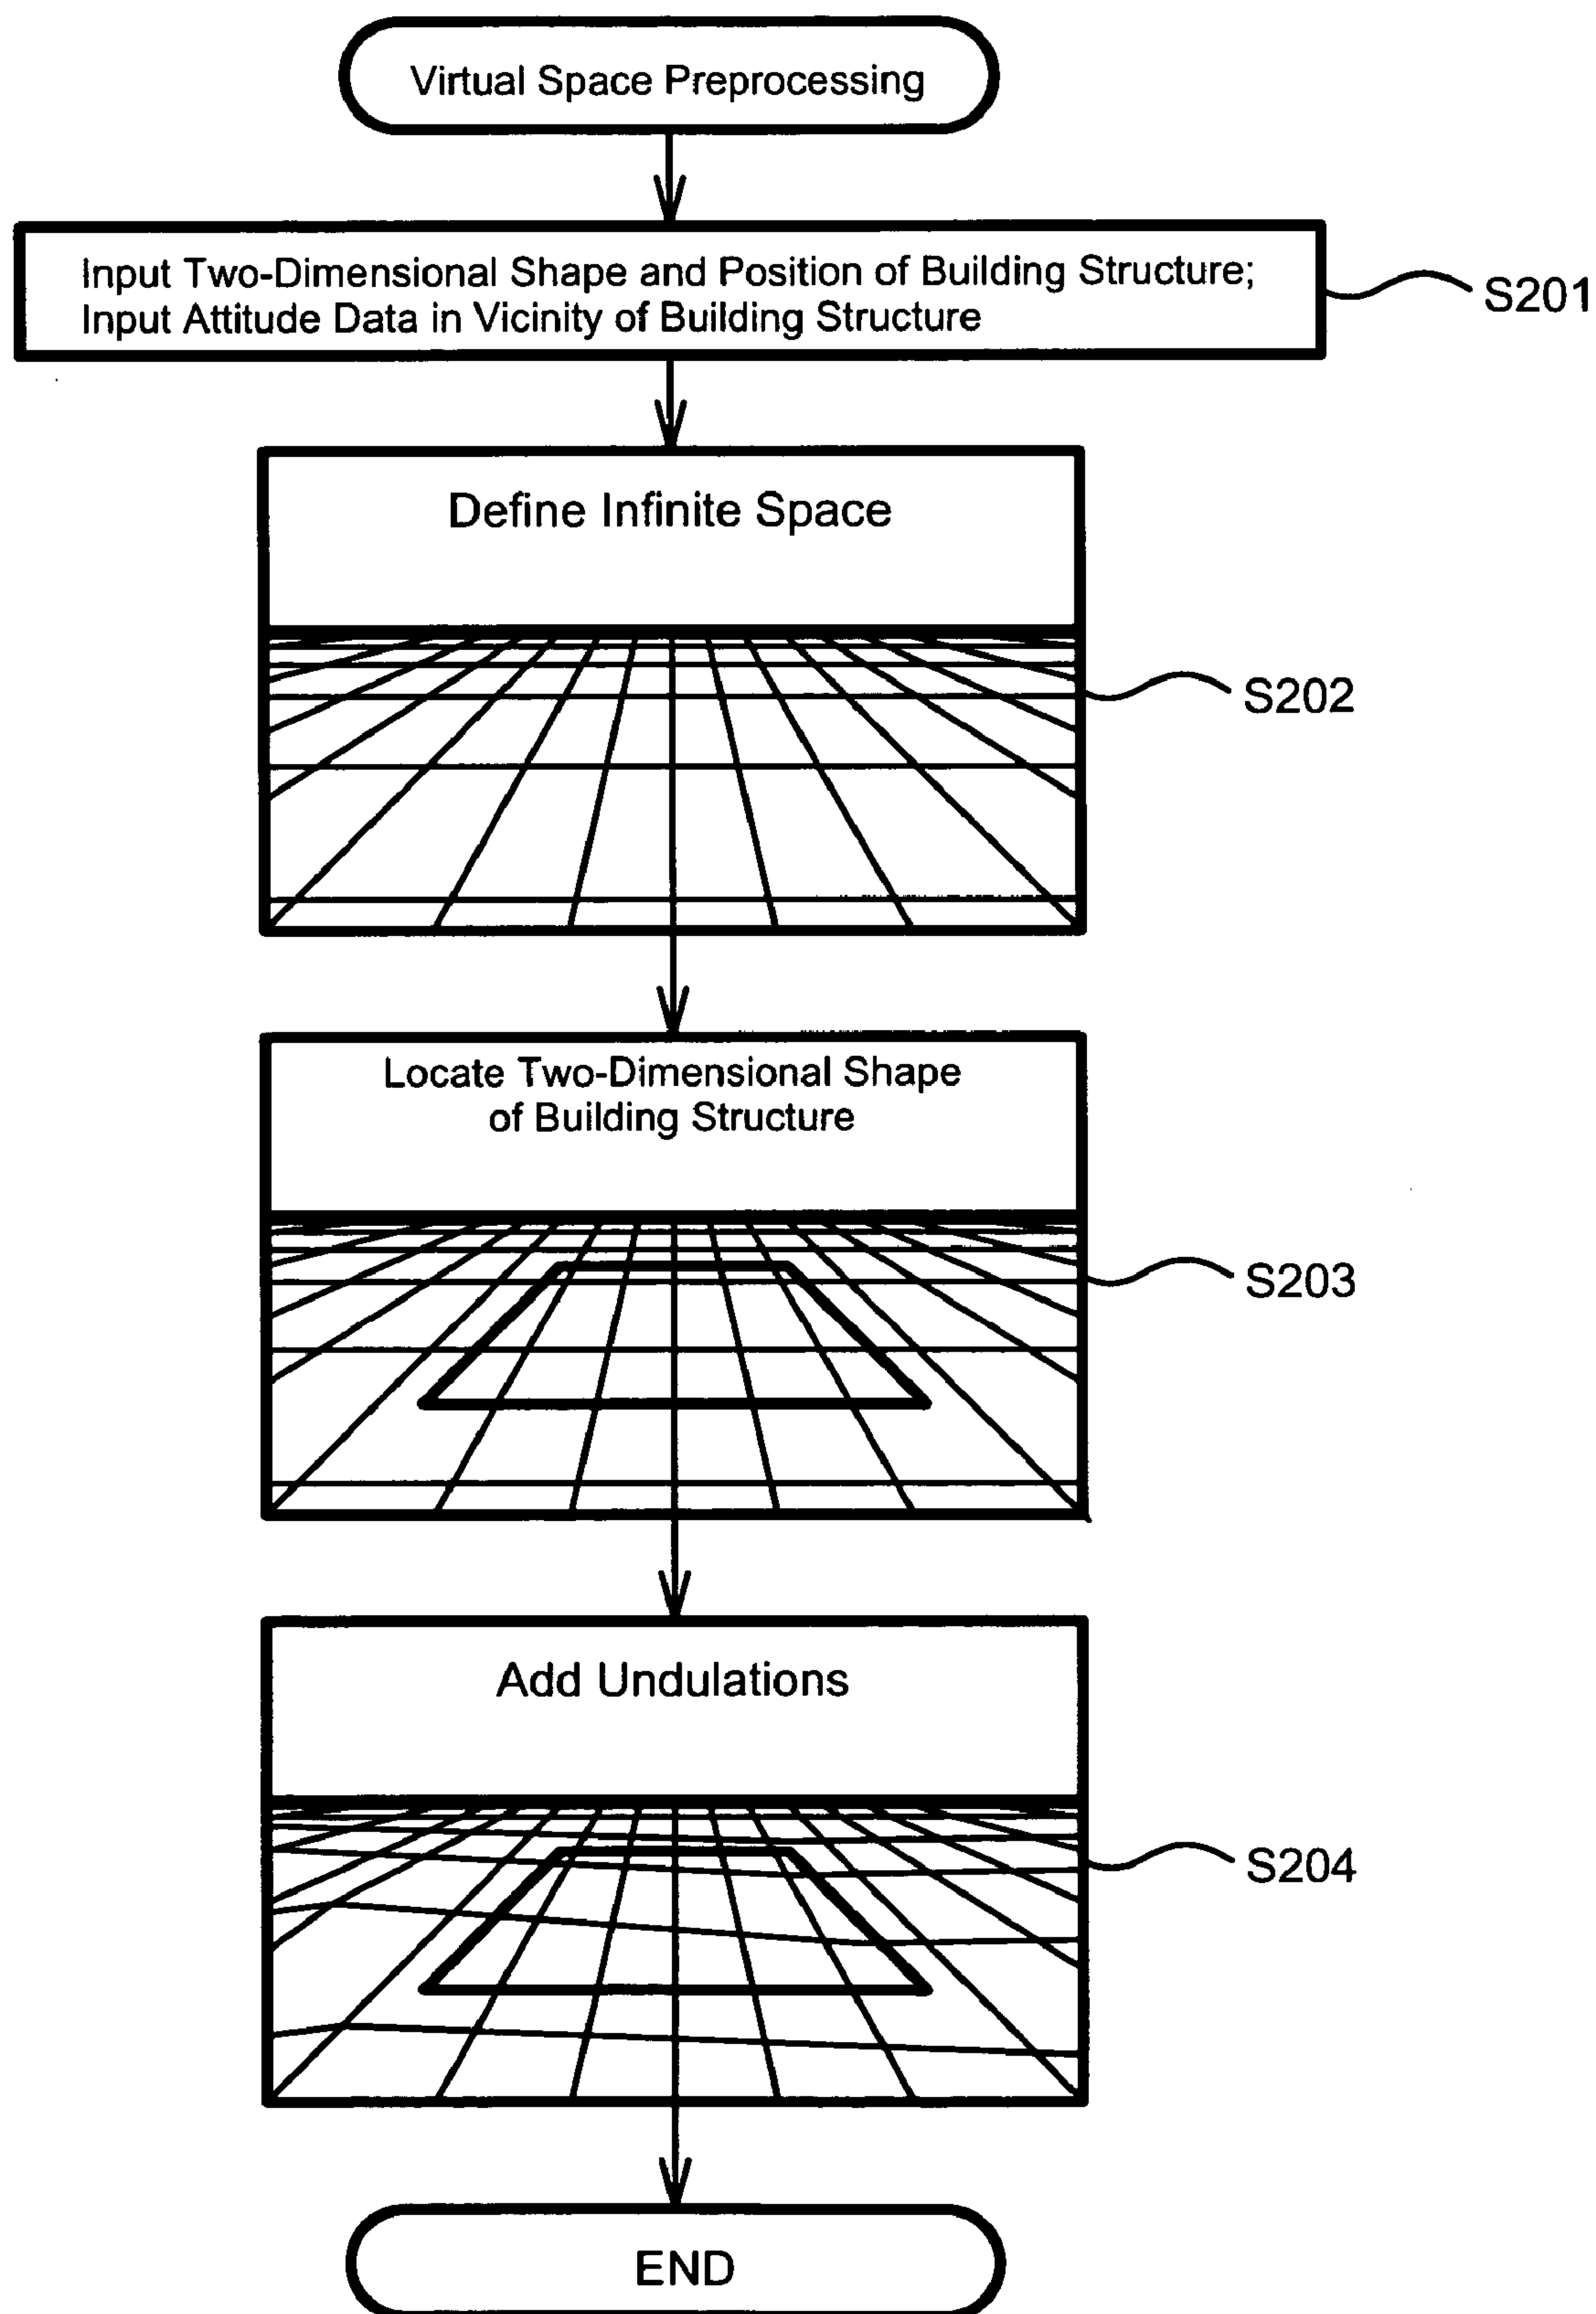 Virtual Space Preprocessing
Input Two-Dimensional Shape and Position of Building Structure;
Input Attitude Data in Vicinity of Building Structure
S201
Define Infinite Space
S202
Locate Two-Dimensional Shape
of Building Structure
S203
Add Undulations
S204
END